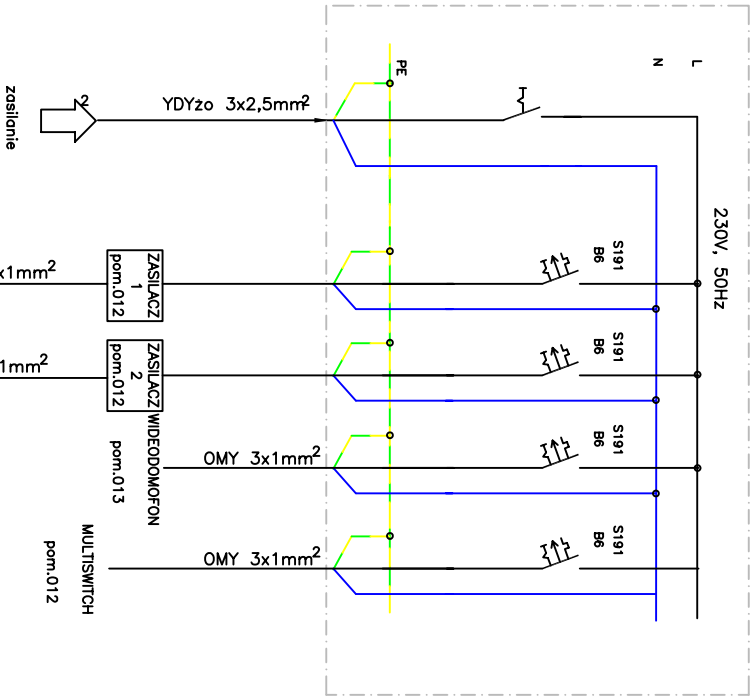 PE
N
L
YDYżo 3x2,5mm²
2
zasilanie
230V, 50Hz
S191
B6
ZASILACZ
1
pom.012
x1mm²
S191
B6
ZASILACZ
2
pom.012
1mm²
S191
B6
WIDEODOMOFON
pom.013
OMY 3x1mm²
S191
B6
MULTISWITCH
pom.012
OMY 3x1mm²